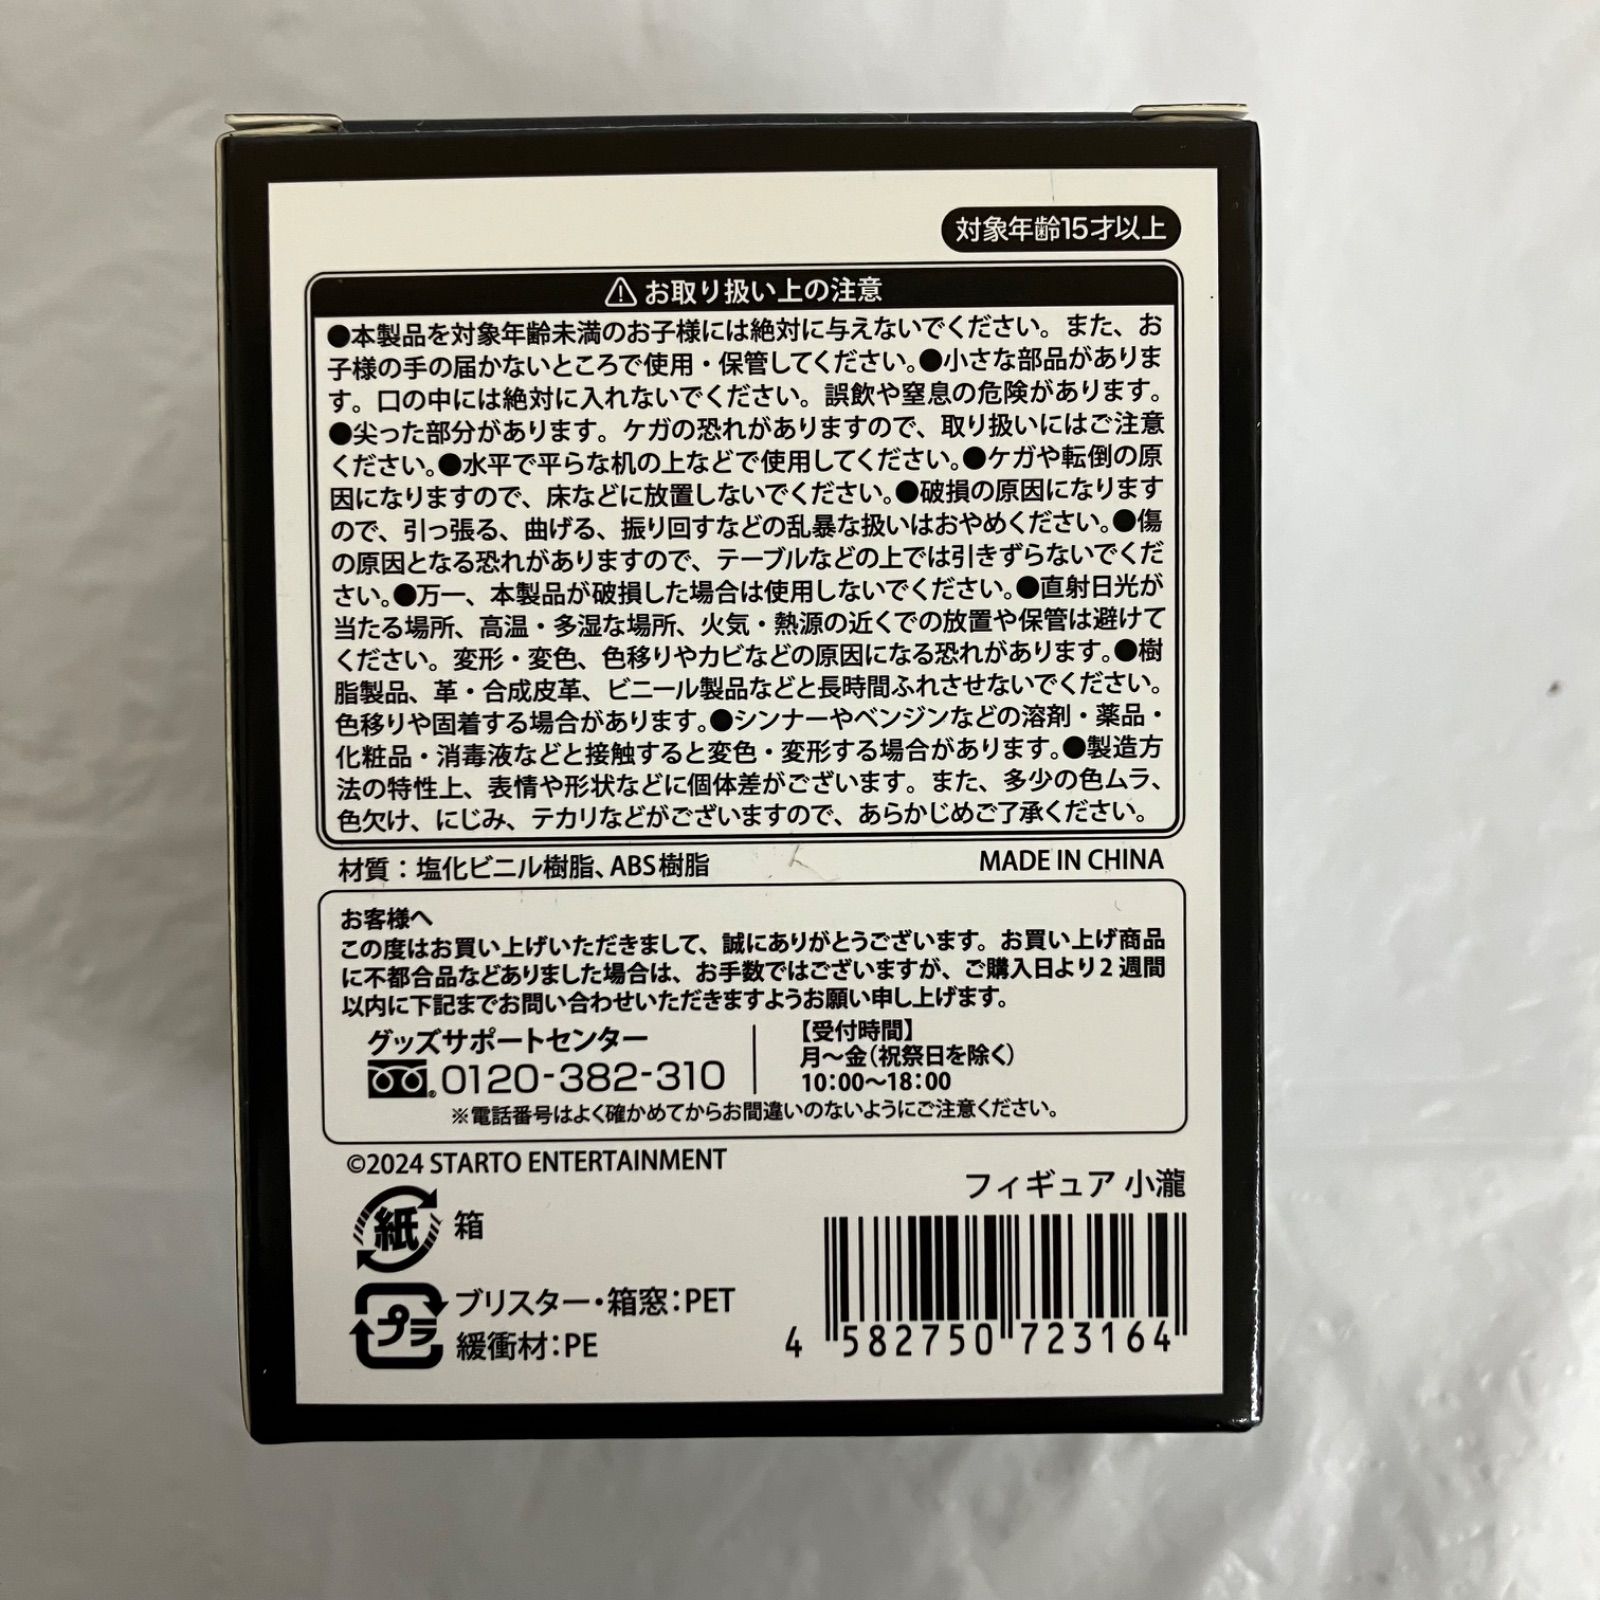 対象年齢15才以上
⚠お取り扱い上の注意
●本製品を対象年齢未満のお子様には絶対に与えないでください。また、お
子様の手の届かないところで使用・保管してください。●小さな部品がありま
す。口の中には絶対に入れないでください。誤飲や窒息の危険があります。
●尖った部分があります。ケガの恐れがありますので、取り扱いにはご注意
ください。●水平で平らな机の上などで使用してください。●ケガや転倒の原
因になりますので、床などに放置しないでください。●破損の原因になります
ので、引っ張る、曲げる、振り回すなどの乱暴な扱いはおやめください。●傷
の原因となる恐れがありますので、テーブルなどの上では引きずらないでくだ
さい。●万一、本製品が破損した場合は使用しないでください。●直射日光が
当たる場所、高温・多湿な場所、火気・熱源の近くでの放置や保管は避けて
ください。変形・変色、色移りやカビなどの原因になる恐れがあります。●樹
脂製品、革・合成皮革、ビニール製品などと長時間ふれさせないでください。
色移りや固着する場合があります。●シンナーやベンジンなどの溶剤・薬品・
化粧品・消毒液などと接触すると変色・変形する場合があります。●製造方
法の特性上、表情や形状などに個体差がございます。また、多少の色ムラ、
色欠け、にじみ、テカリなどがございますので、あらかじめご了承ください。
材質：塩化ビニル樹脂、ABS樹脂
MADE IN CHINA
お客様へ
この度はお買い上げいただきまして、誠にありがとうございます。お買い上げ商品
に不都合品などありました場合は、お手数ではございますが、ご購入日より2週間
以内に下記までお問い合わせいただきますようお願い申し上げます。
グッズサポートセンター
0120-382-310
【受付時間】
月〜金（祝祭日を除く）
10:00〜18:00
※電話番号はよく確かめてからお間違いのないようにご注意ください。
©2024 STARTO ENTERTAINMENT
フィギュア 小瀧
紙 箱
プラ ブリスター・箱窓：PET
緩衝材：PE
4 582750 723164